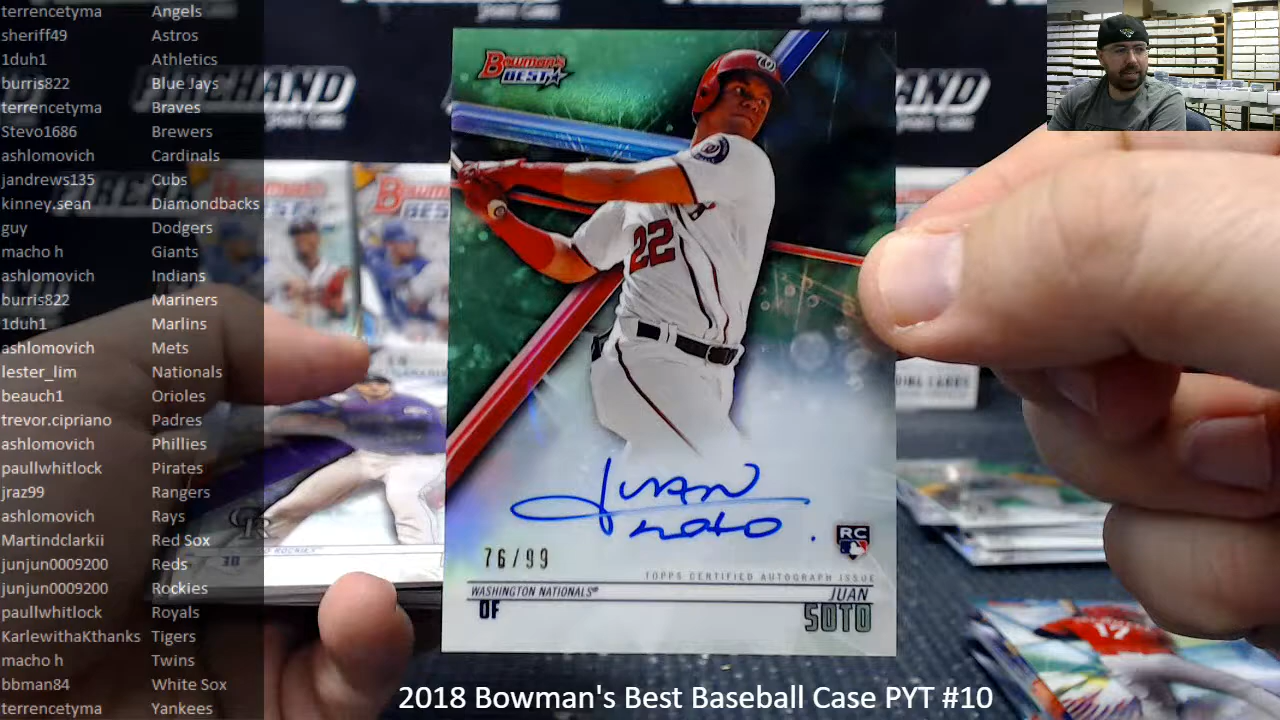 terrencetyma Angels
sheriff49 Astros
1duh1 Athletics
burris822 Blue Jays
terrencetyma Braves
Stevo1686 Brewers
ashlomovich Cardinals
jandrews135 Cubs
kinney.sean Diamondbacks
guy Dodgers
macho h Giants
ashlomovich Indians
burris822 Mariners
1duh1 Marlins
ashlomovich Mets
lester_lim Nationals
beauch1 Orioles
trevor.cipriano Padres
ashlomovich Phillies
paullwhitlock Pirates
jraz99 Rangers
ashlomovich Rays
Martindclarkii Red Sox
junjun0009200 Reds
junjun0009200 Rockies
paullwhitlock Royals
KarlewithaKthanks Tigers
macho h Twins
bbman84 White Sox
terrencetyma Yankees
Bowman's
BEST
22
Juan
Soto
76/99
RC
TOPPS CERTIFIED AUTOGRAPH ISSUE
WASHINGTON NATIONALS®
JUAN
OF
SOTO
17
2018 Bowman's Best Baseball Case PYT #10